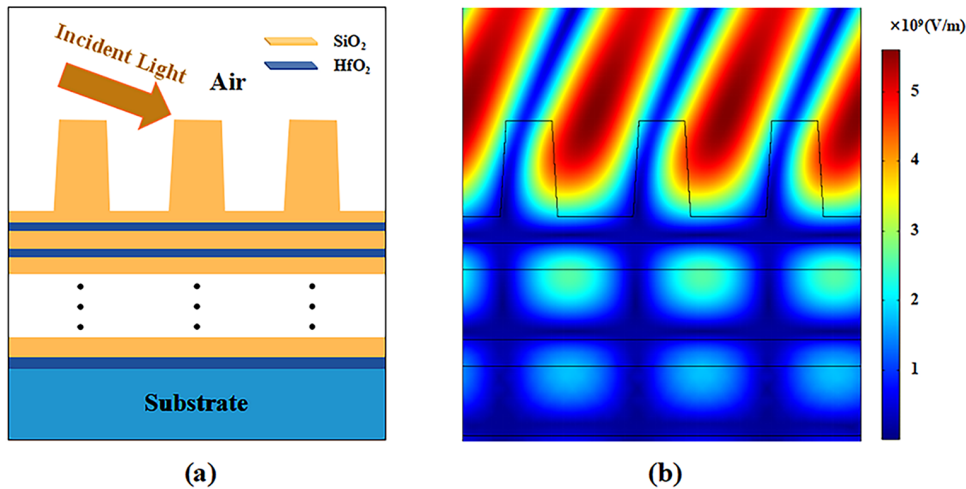 Incident Light
Air
SiO₂
HfO₂
Substrate
(a)
×10⁹(V/m)
5
4
3
2
1
(b)